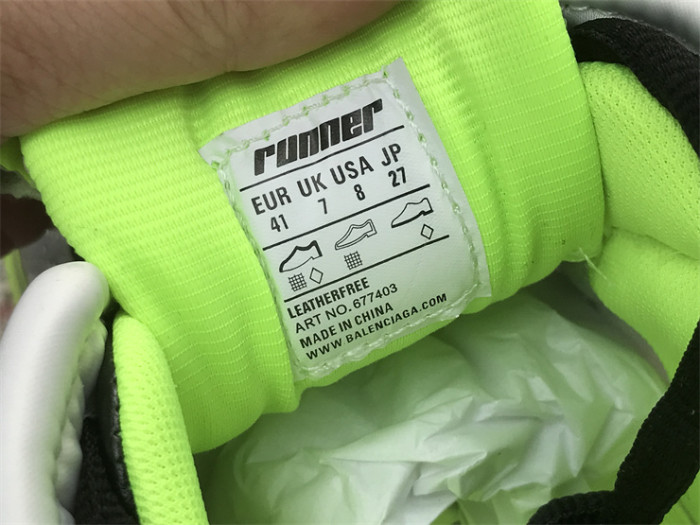 runner
EUR UK USA JP
41 7 8 27
LEATHERFREE
ART NO. 677403
MADE IN CHINA
WWW.BALENCIAGA.COM